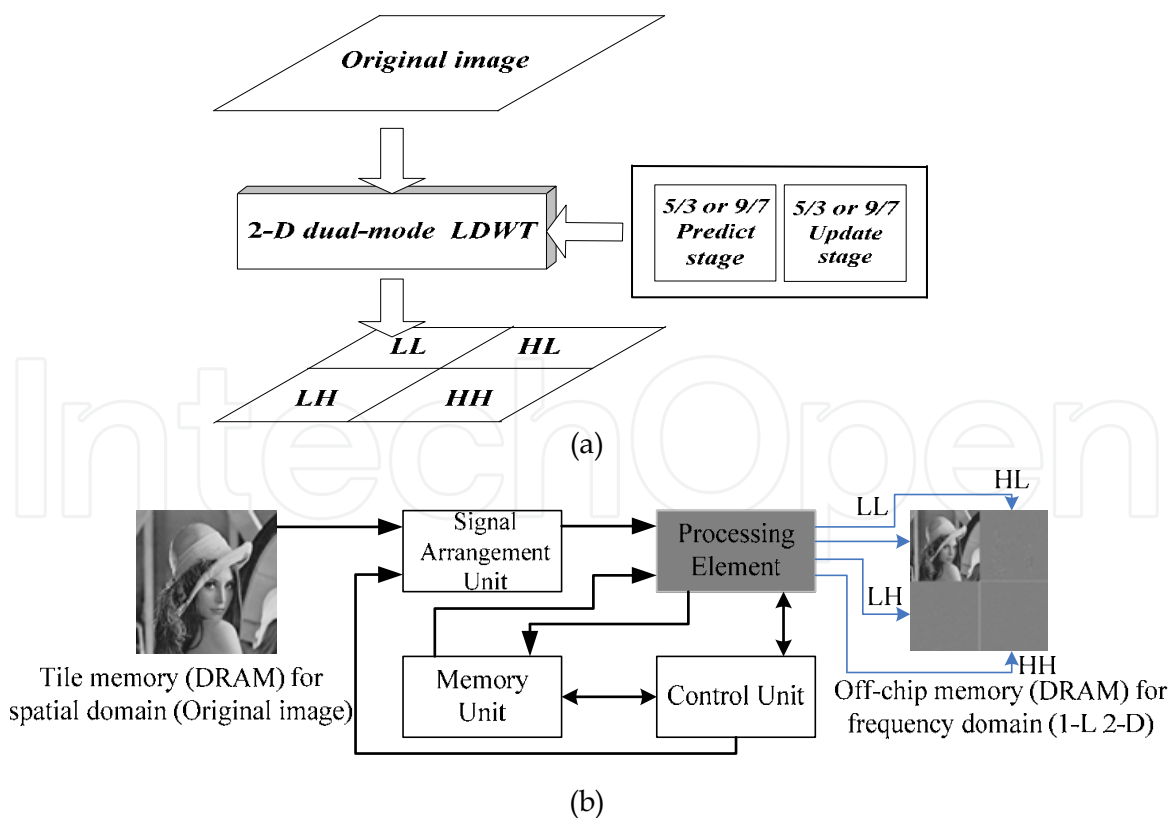 Original image
2-D dual-mode LDWT
5/3 or 9/7
Predict
stage
5/3 or 9/7
Update
stage
LL
HL
LH
HH
InTechOpen
(a)
HL
LL
Signal
Arrangement
Unit
Processing
Element
LH
HH
Memory
Unit
Control Unit
Tile memory (DRAM) for
spatial domain (Original image)
Off-chip memory (DRAM) for
frequency domain (1-L 2-D)
(b)